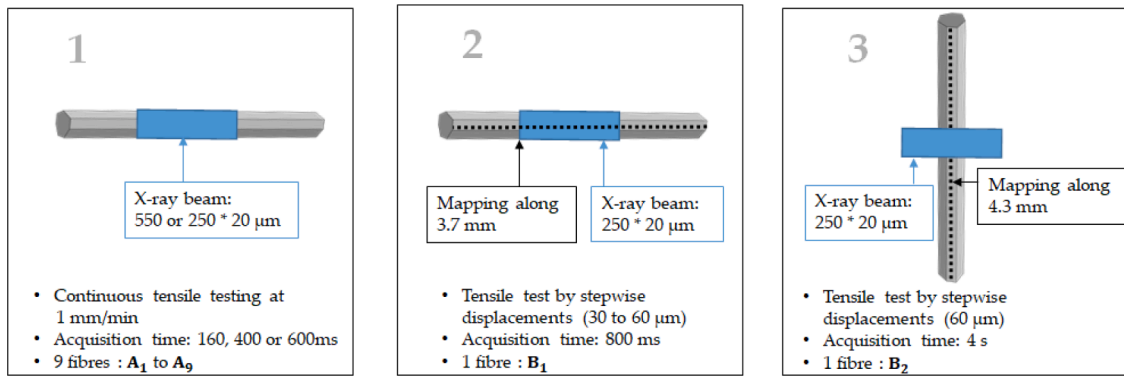 1
X-ray beam:
550 or 250 * 20 µm
• Continuous tensile testing at
1 mm/min
• Acquisition time: 160, 400 or 600ms
• 9 fibres : A1 to A9
2
Mapping along
3.7 mm
X-ray beam:
250 * 20 µm
• Tensile test by stepwise
displacements (30 to 60 µm)
• Acquisition time: 800 ms
• 1 fibre : B1
3
X-ray beam:
250 * 20 µm
Mapping along
4.3 mm
• Tensile test by stepwise
displacements (60 µm)
• Acquisition time: 4 s
• 1 fibre : B2